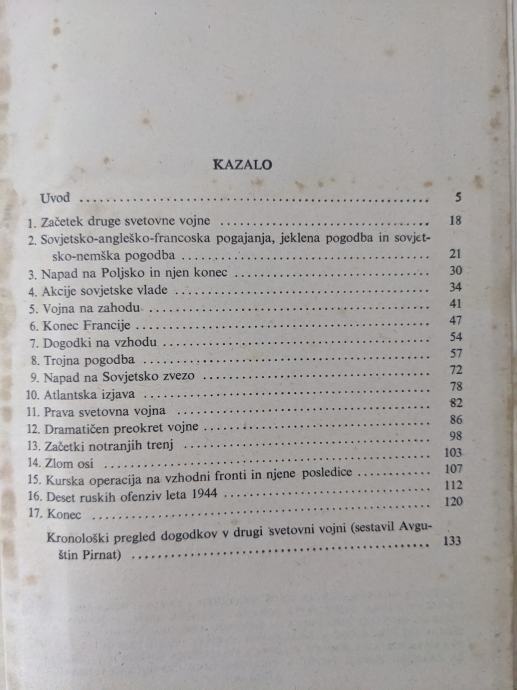 KAZALO
Uvod ........................................ 5
1. Začetek druge svetovne vojne ........................ 18
2. Sovjetsko-angleško-francoska pogajanja, jeklena pogodba in sovjet-
sko-nemška pogodba ........................ 21
3. Napad na Poljsko in njen konec ........................ 30
4. Akcije sovjetske vlade ........................ 34
5. Vojna na zahodu ........................ 41
6. Konec Francije ........................ 47
7. Dogodki na vzhodu ........................ 54
8. Trojna pogodba ........................ 57
9. Napad na Sovjetsko zvezo ........................ 72
10. Atlantska izjava ........................ 78
11. Prava svetovna vojna ........................ 82
12. Dramatičen preokret vojne ........................ 86
13. Začetki notranjih trenj ........................ 98
14. Zlom osi ........................ 103
15. Kurska operacija na vzhodni fronti in njene posledice ............ 107
16. Deset ruskih ofenziv leta 1944 ........................ 112
17. Konec ........................ 120
Kronološki pregled dogodkov v drugi svetovni vojni (sestavil Avgu-
štin Pirnat) ........................ 133